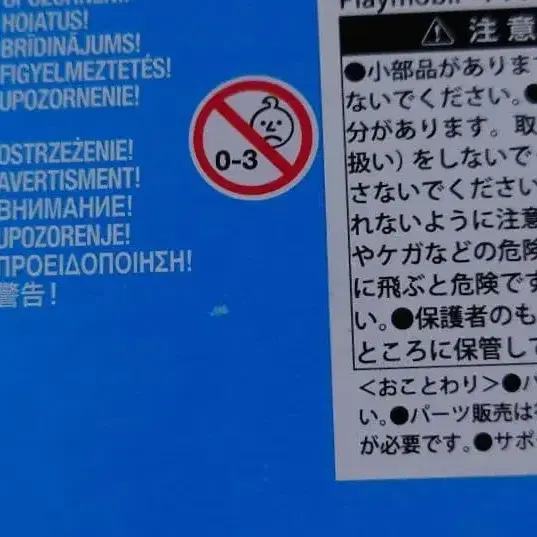 HOIATUS!
BRĪDINĀJUMS!
FIGYELMEZTETÉS!
UPOZORNENIE!
OSTRZEŻENIE!
AVERTISMENT!
ВНИМАНИЕ!
UPOZORENJE!
ΠΡΟΕΙΔΟΠΟΙΗΣΗ!
警告!
0-3
Playmobil
注意
●小部品がありま
ないでください。●
分があります。取
扱い)をしないで
さないでください
れないように注意
やケガなどの危険
に飛ぶと危険です
い。●保護者のも
ところに保管して
<おことわり>●パ
い。●パーツ販売は
が必要です。●サポ